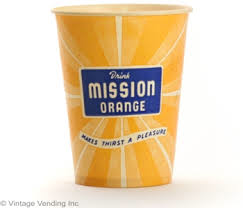 Drink
MISSION
ORANGE
MAKES THIRST A PLEASURE
© Vintage Vending Inc